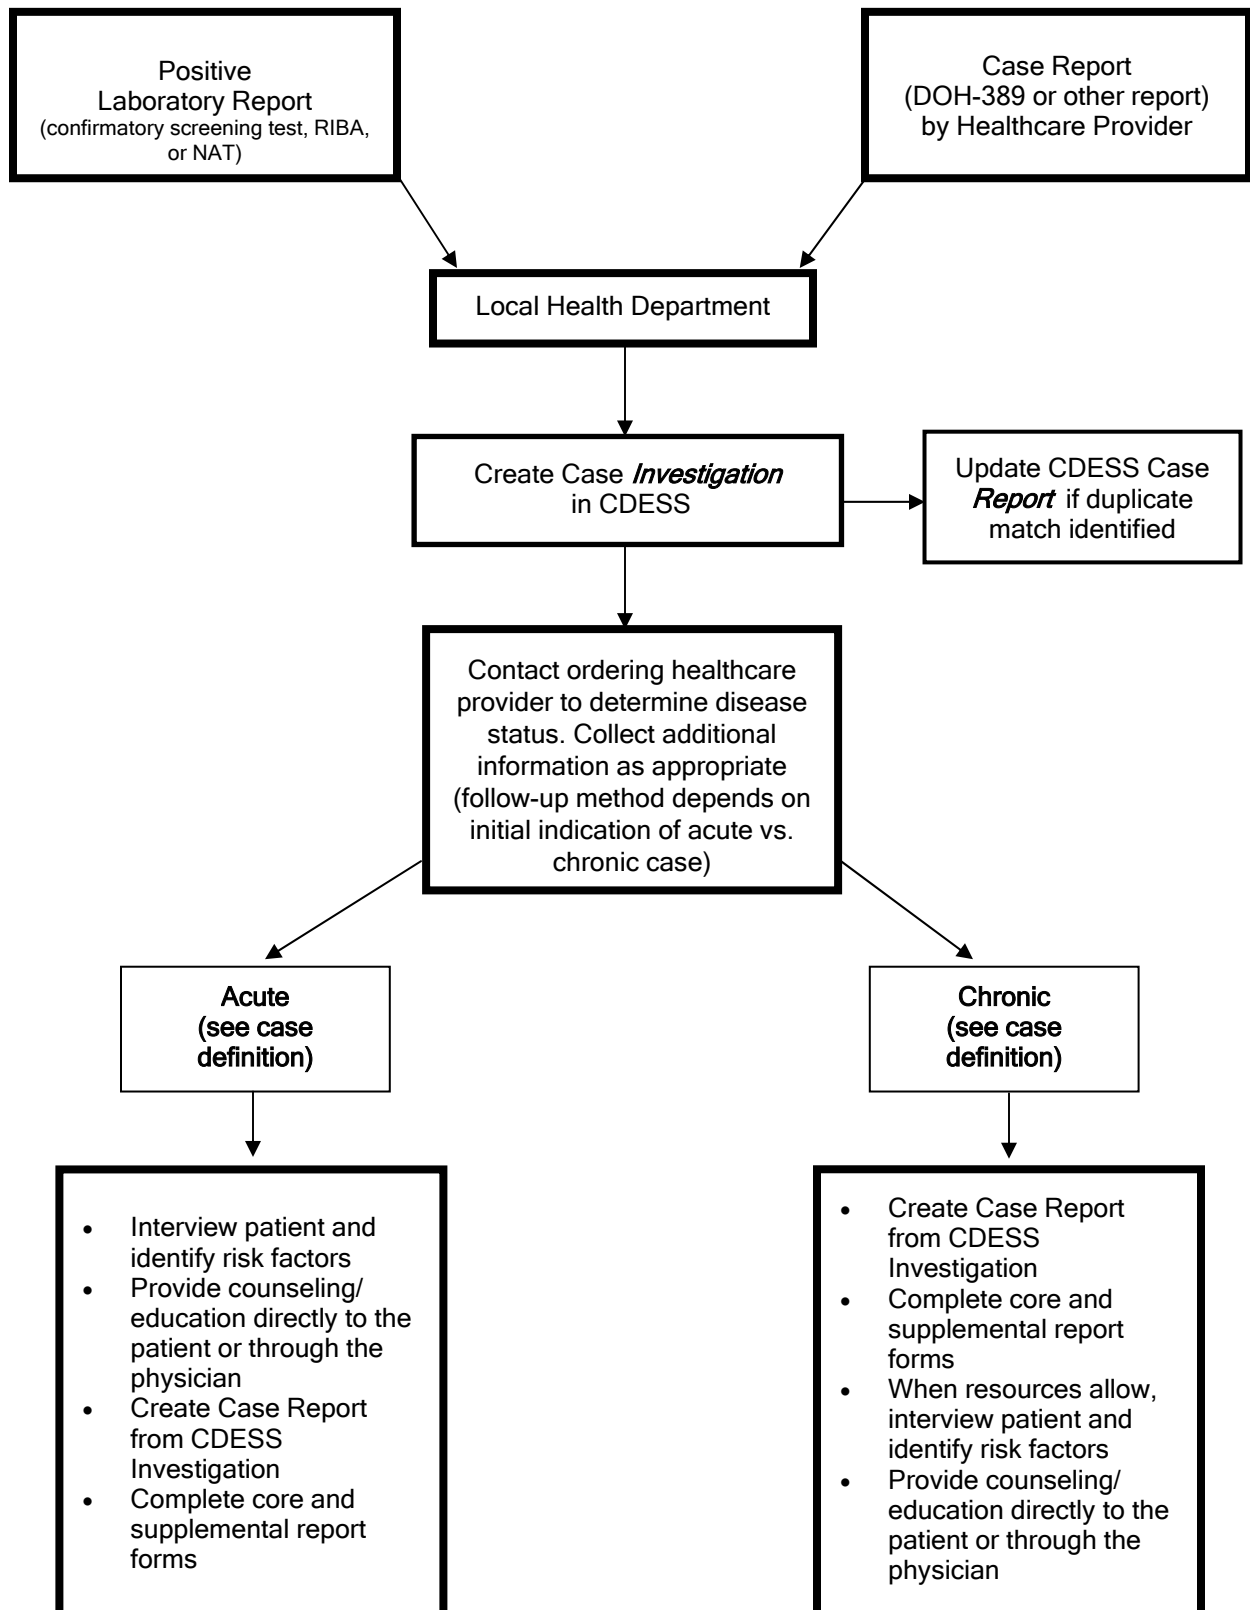 Positive
Laboratory Report
(confirmatory screening test, RIBA,
or NAT)
Case Report
(DOH-389 or other report)
by Healthcare Provider
Local Health Department
Create Case Investigation
in CDESS
Update CDESS Case
Report if duplicate
match identified
Contact ordering healthcare
provider to determine disease
status. Collect additional
information as appropriate
(follow-up method depends on
initial indication of acute vs.
chronic case)
Acute
(see case
definition)
Chronic
(see case
definition)
• Interview patient and
identify risk factors
• Provide counseling/
education directly to the
patient or through the
physician
• Create Case Report
from CDESS
Investigation
• Complete core and
supplemental report
forms
• Create Case Report
from CDESS
Investigation
• Complete core and
supplemental report
forms
• When resources allow,
interview patient and
identify risk factors
• Provide counseling/
education directly to the
patient or through the
physician